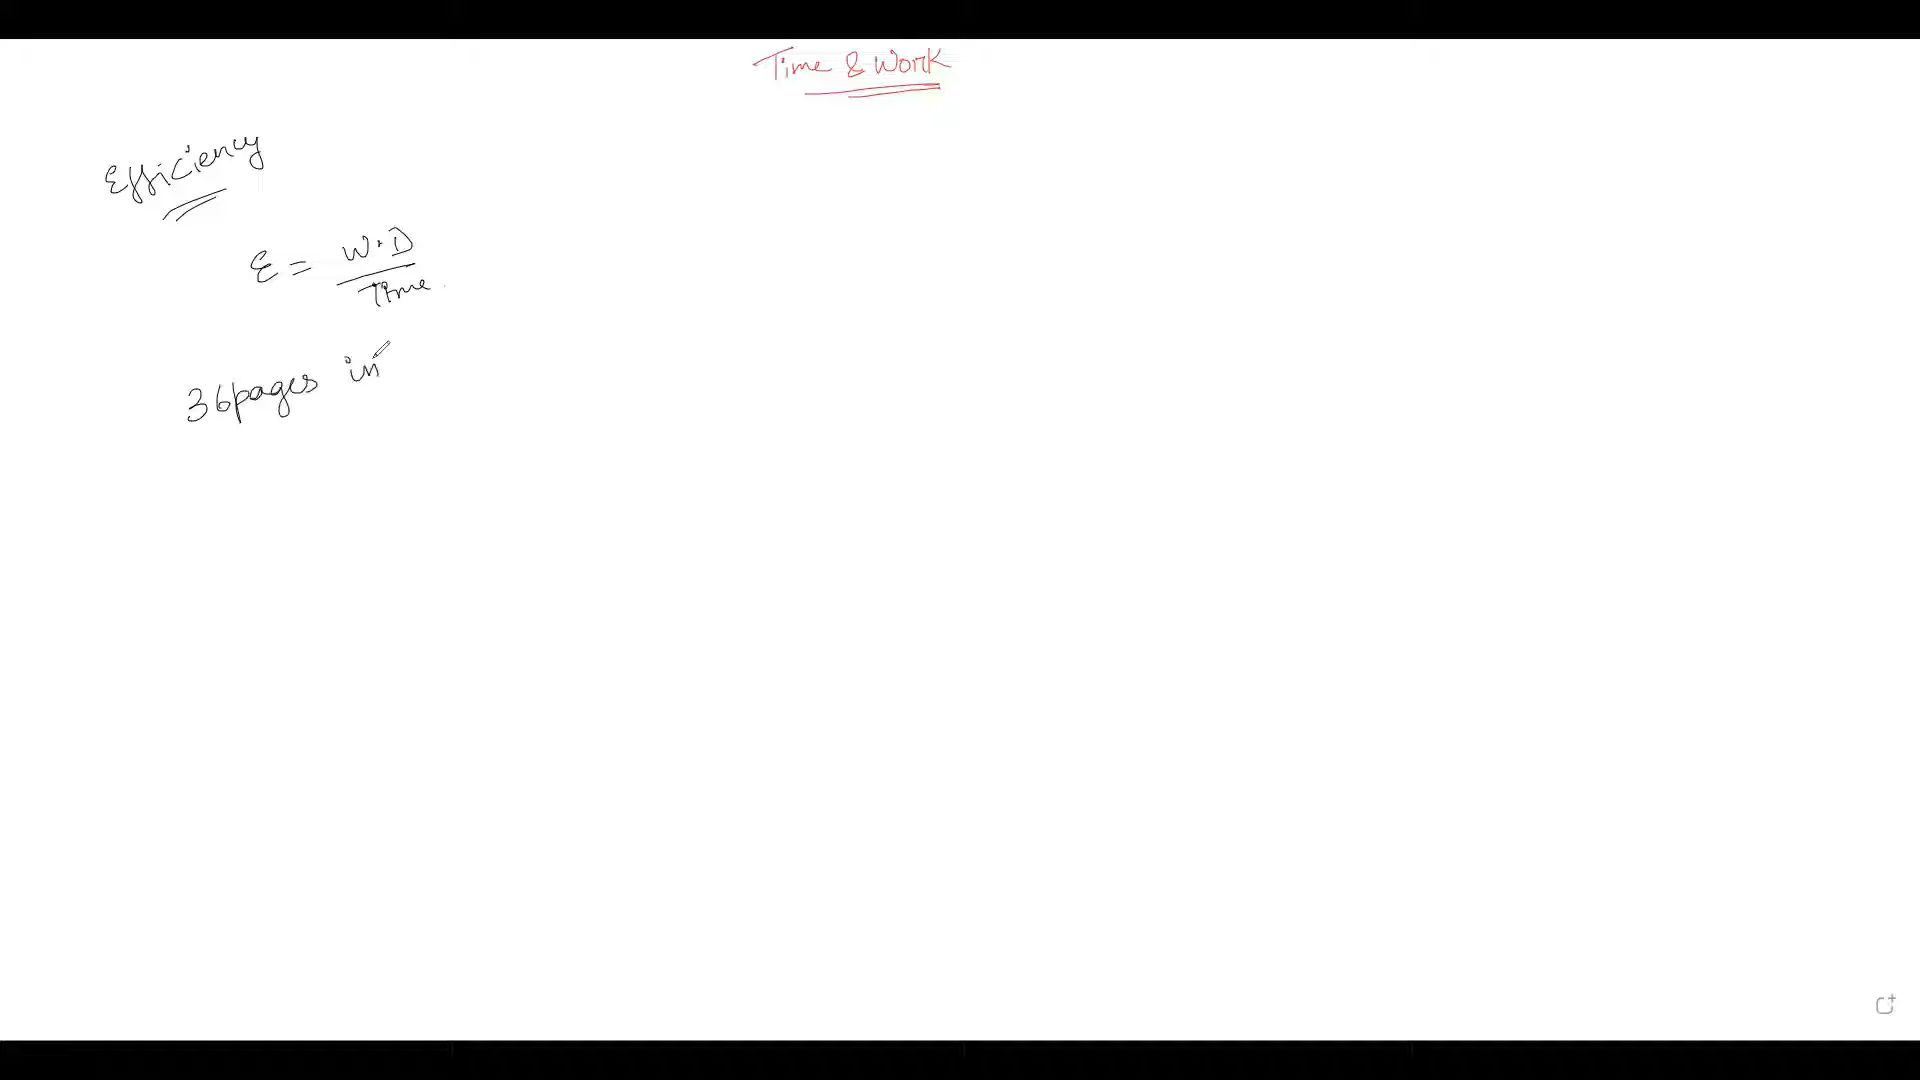 Time & Work
Efficiency
E = W.D
Time
36pages in